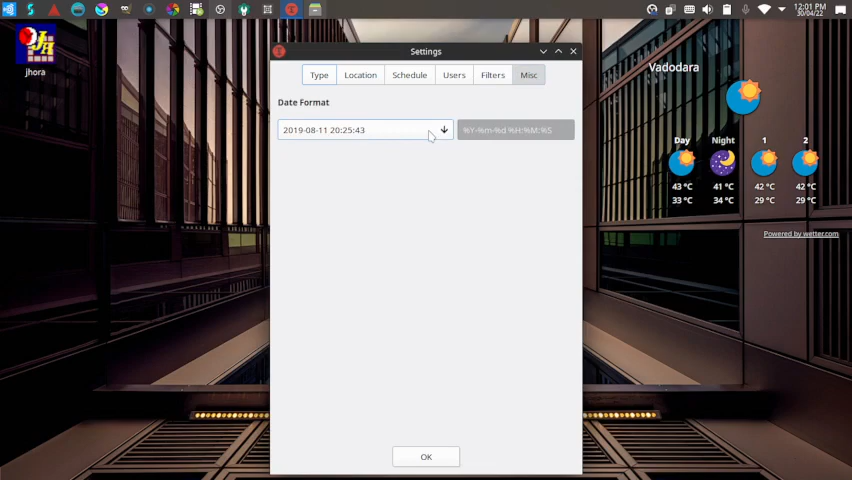 12:01 PM
30/04/22
jhora
Settings
Type Location Schedule Users Filters Misc
Date Format
2019-08-11 20:25:43 %Y-%m-%d %H:%M:%S
OK
Vadodara
Day Night 1 2
43 °C 41 °C 42 °C 42 °C
33 °C 34 °C 29 °C 29 °C
Powered by wetter.com